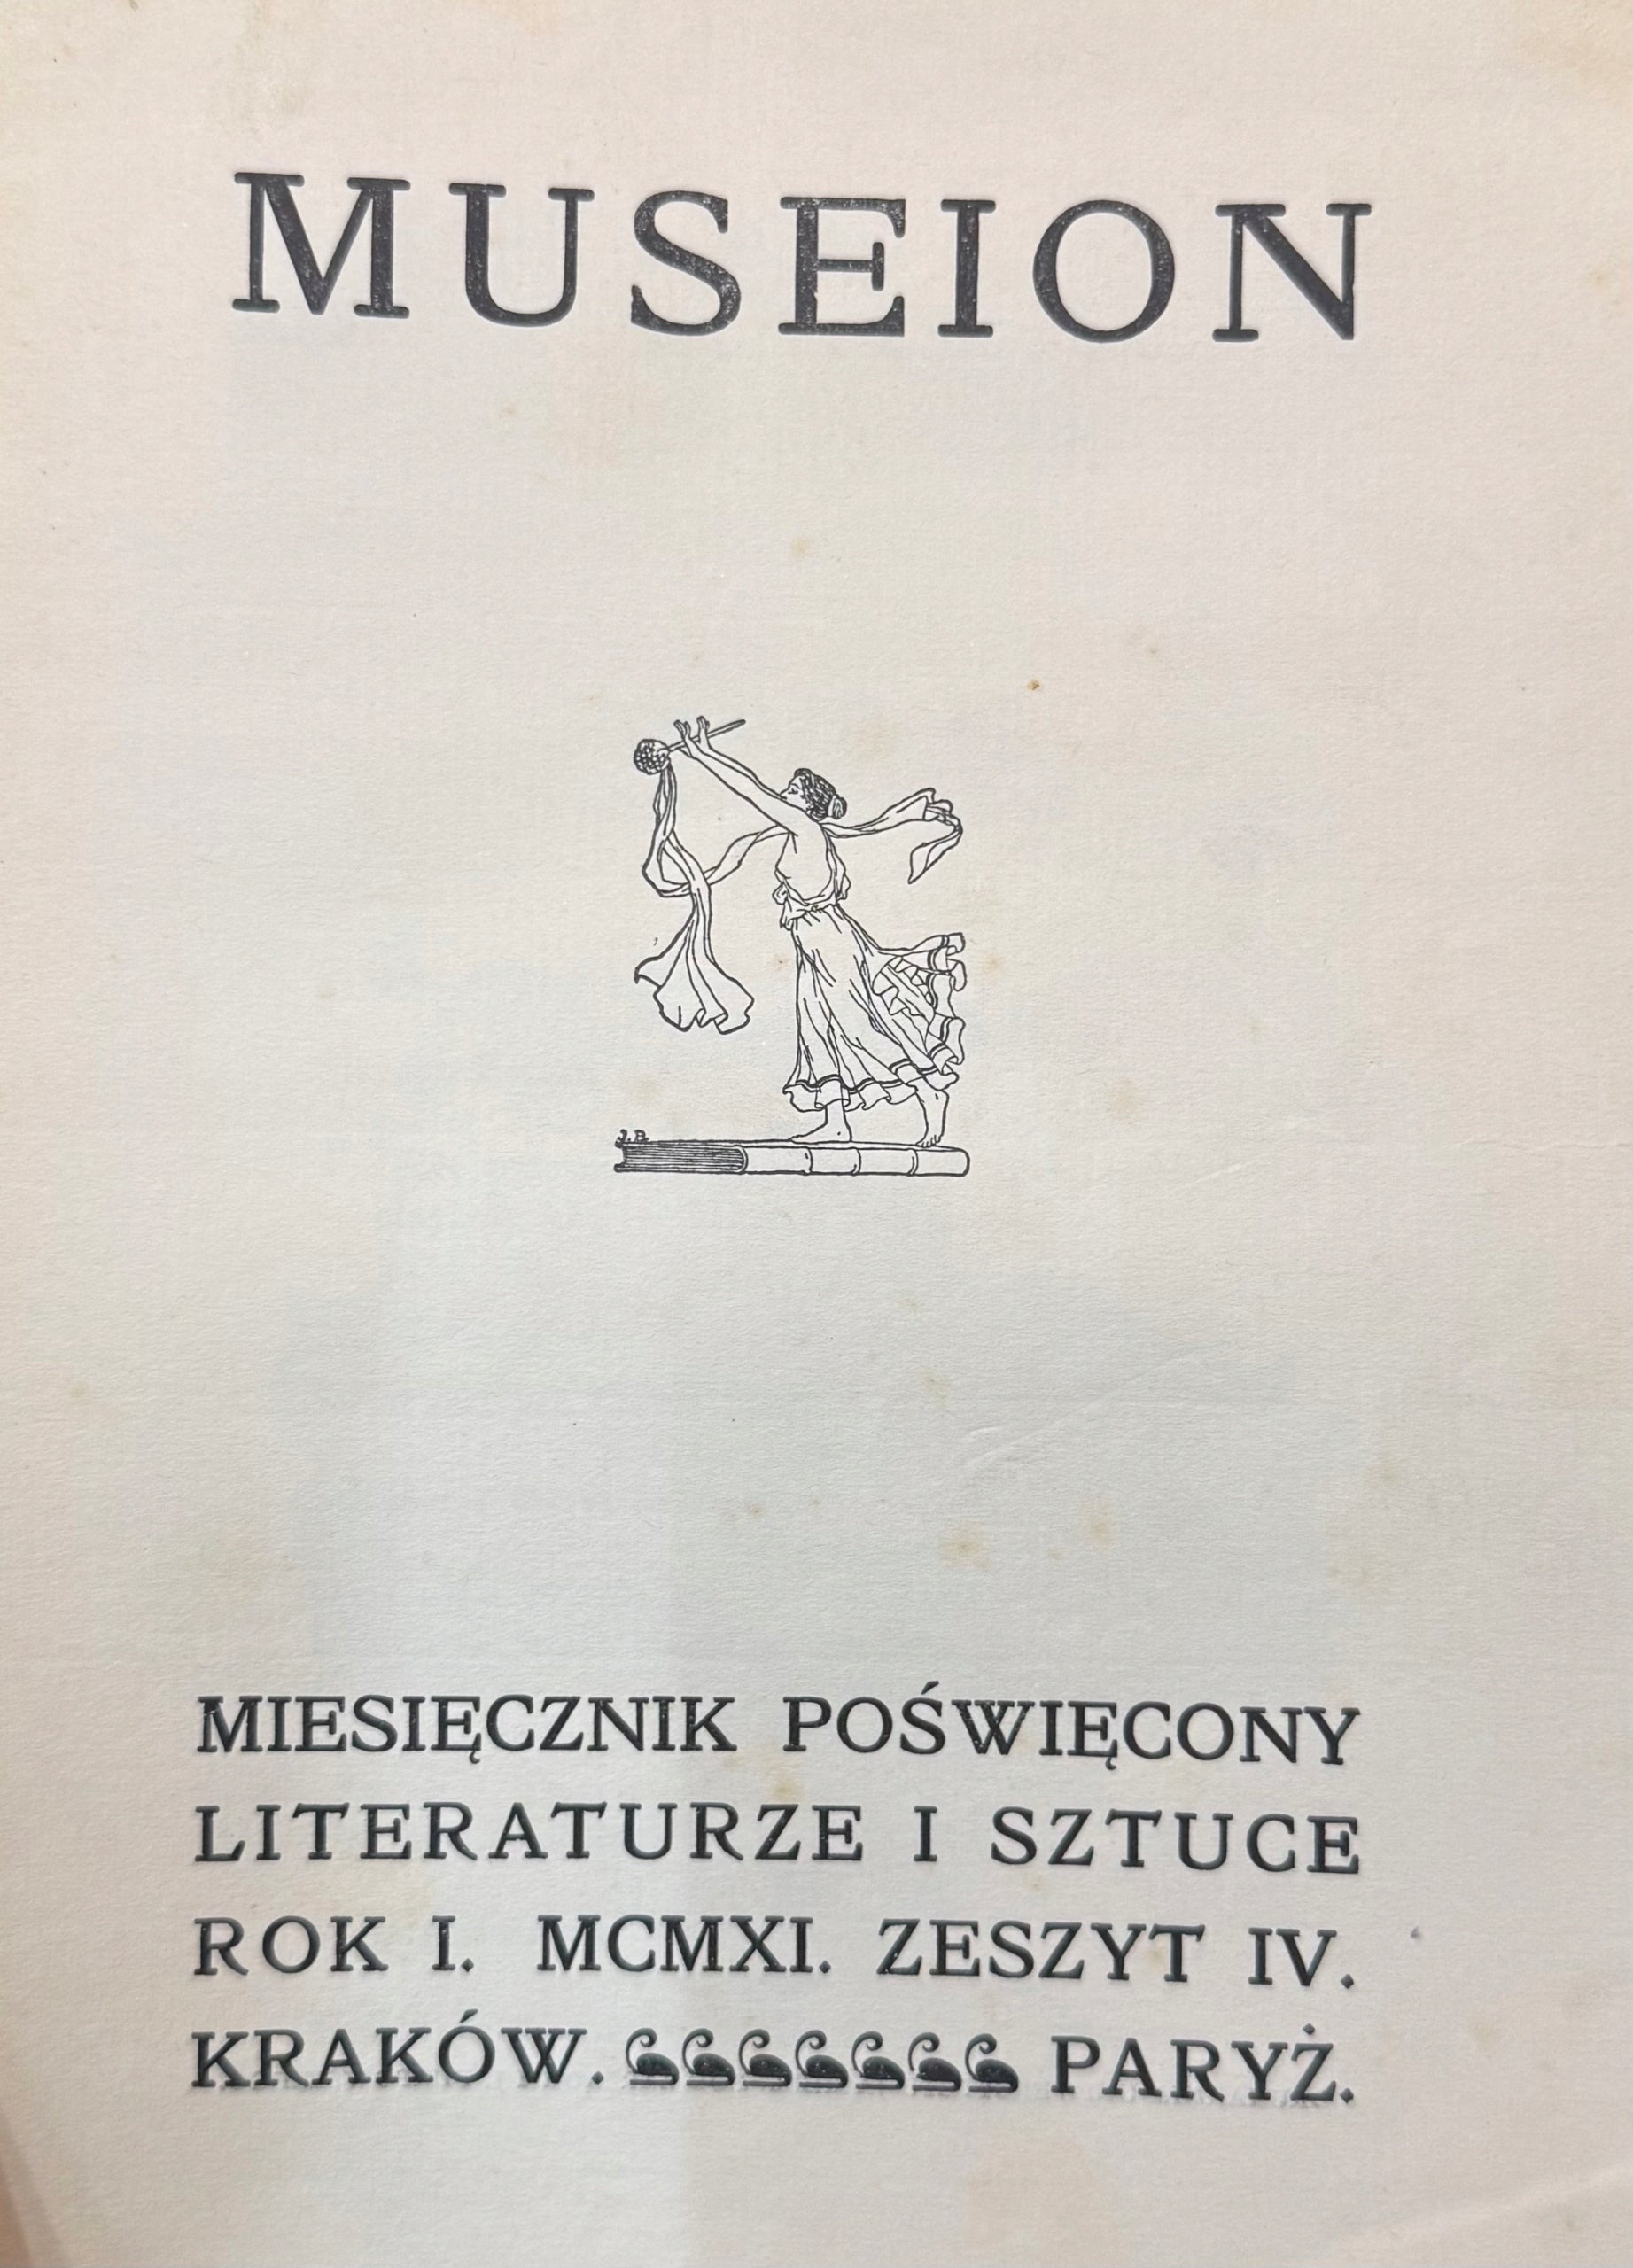 MUSEION
J.B.
MIESIĘCZNIK POŚWIĘCONY
LITERATURZE I SZTUCE
ROK I. MCMXI. ZESZYT IV.
KRAKÓW. PARYŻ.